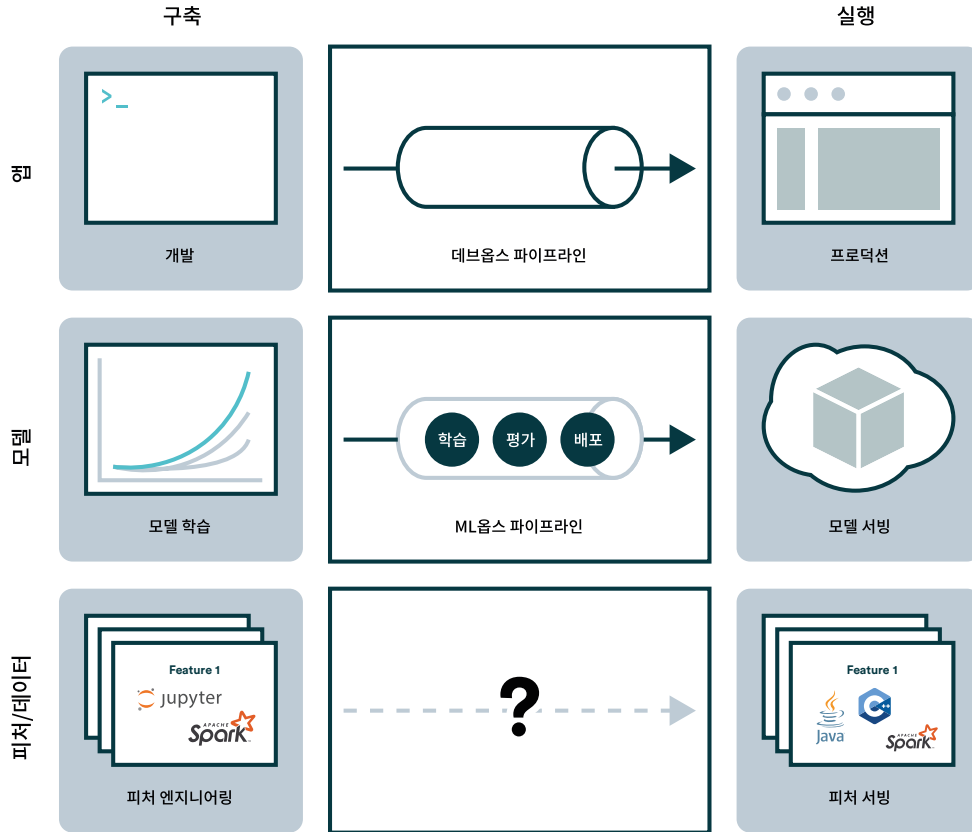 구축
실행
앱
>_
개발
데브옵스 파이프라인
프로덕션
모델
학습
평가
배포
모델 학습
ML옵스 파이프라인
모델 서빙
피처/데이터
Feature 1
jupyter
APACHE
Spark
피처 엔지니어링
?
Feature 1
Java
C++
APACHE
Spark
피처 서빙